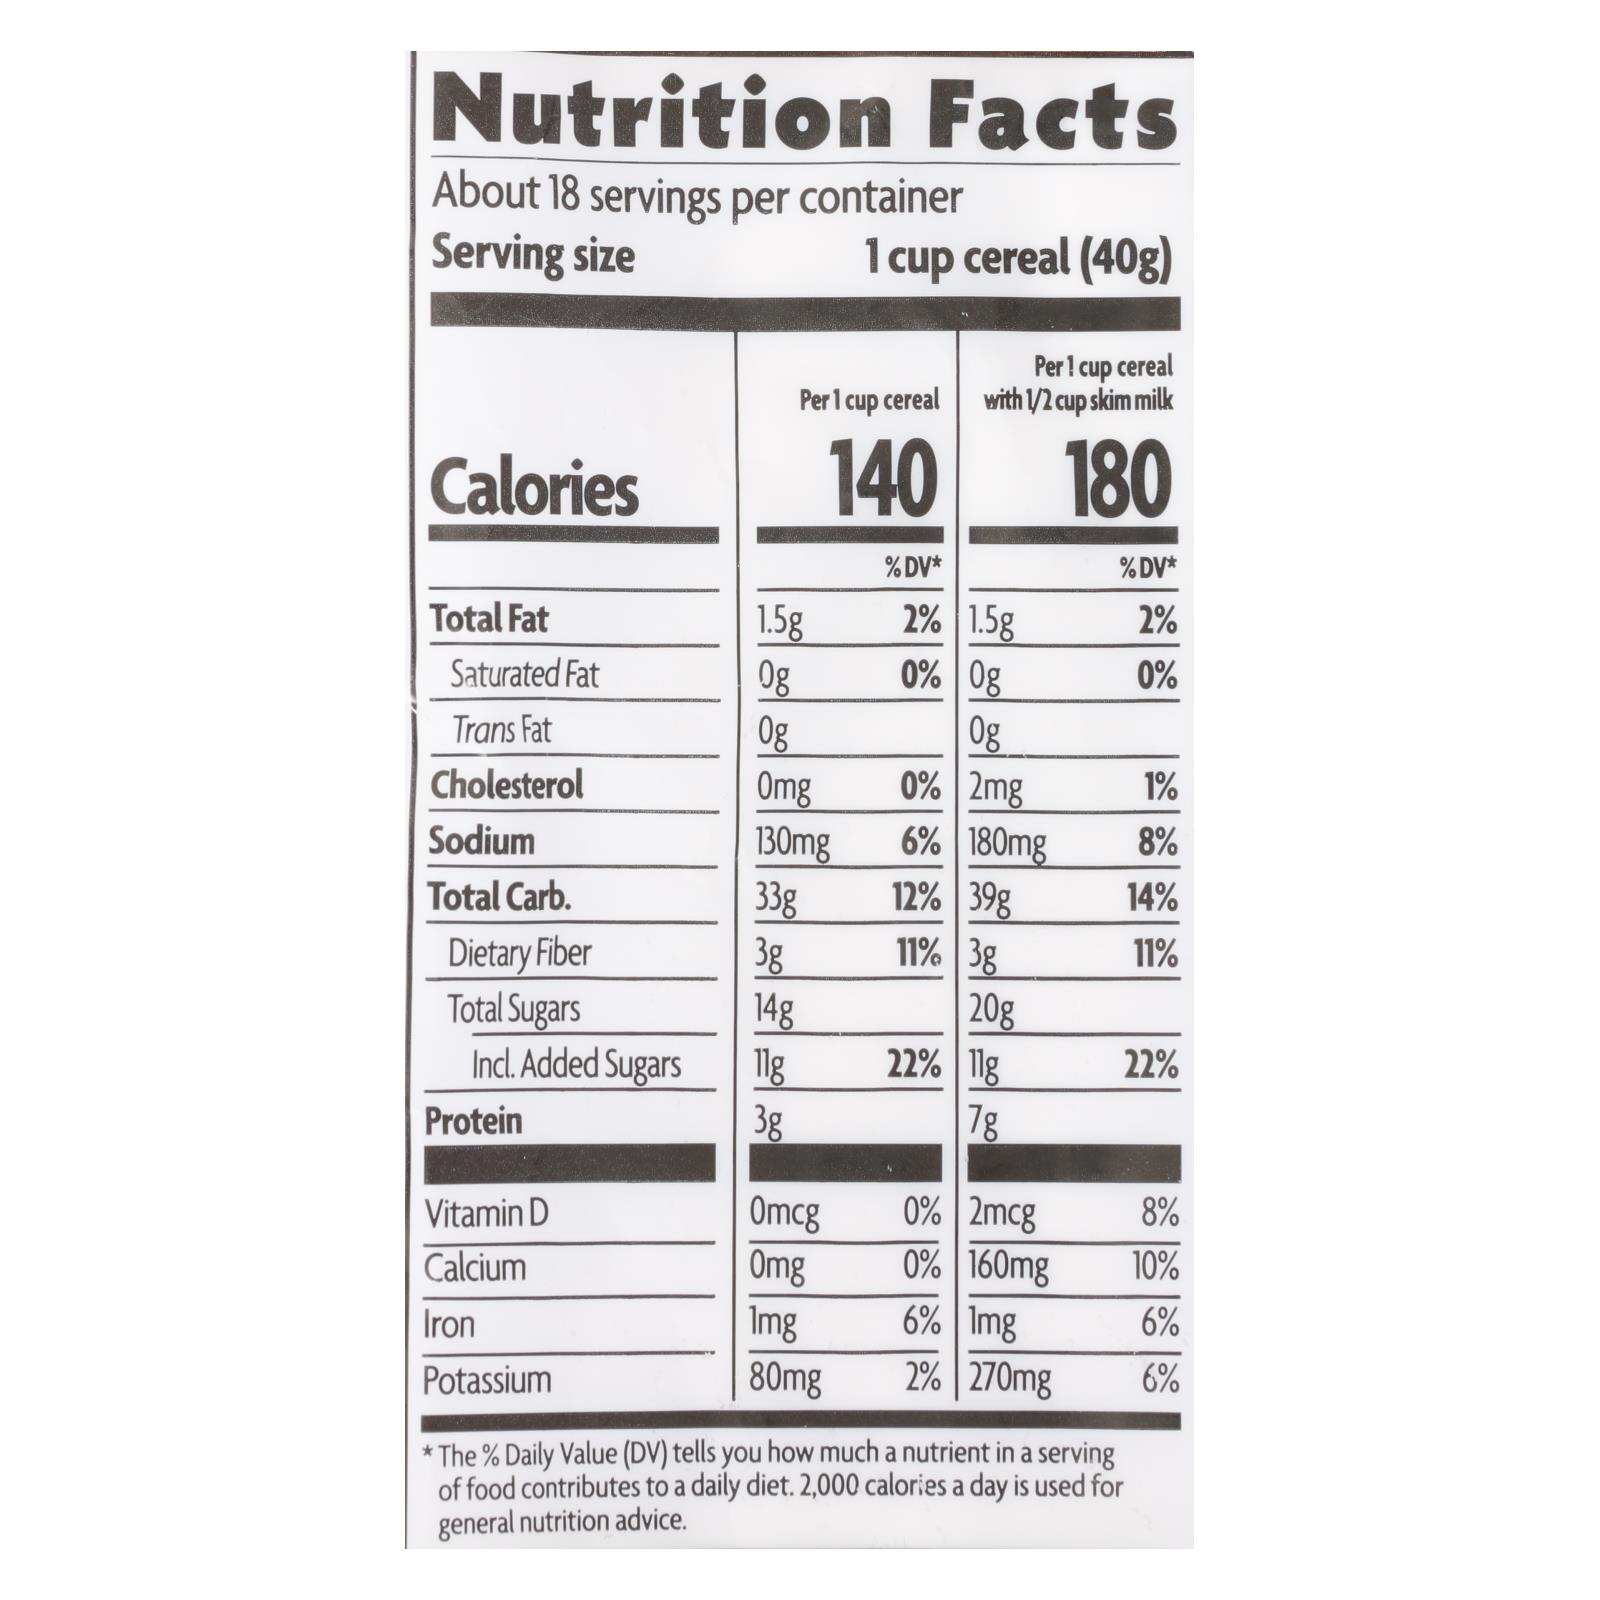 Nutrition Facts
About 18 servings per container
Serving size 1 cup cereal (40g)
Per 1 cup cereal
Per 1 cup cereal
with 1/2 cup skim milk
Calories 140 180
% DV* % DV*
Total Fat 1.5g 2% 1.5g 2%
Saturated Fat 0g 0% 0g 0%
Trans Fat 0g 0g
Cholesterol 0mg 0% 2mg 1%
Sodium 130mg 6% 180mg 8%
Total Carb. 33g 12% 39g 14%
Dietary Fiber 3g 11% 3g 11%
Total Sugars 14g 20g
Incl. Added Sugars 11g 22% 11g 22%
Protein 3g 7g
Vitamin D 0mcg 0% 2mcg 8%
Calcium 0mg 0% 160mg 10%
Iron 1mg 6% 1mg 6%
Potassium 80mg 2% 270mg 6%
* The % Daily Value (DV) tells you how much a nutrient in a serving
of food contributes to a daily diet. 2,000 calories a day is used for
general nutrition advice.